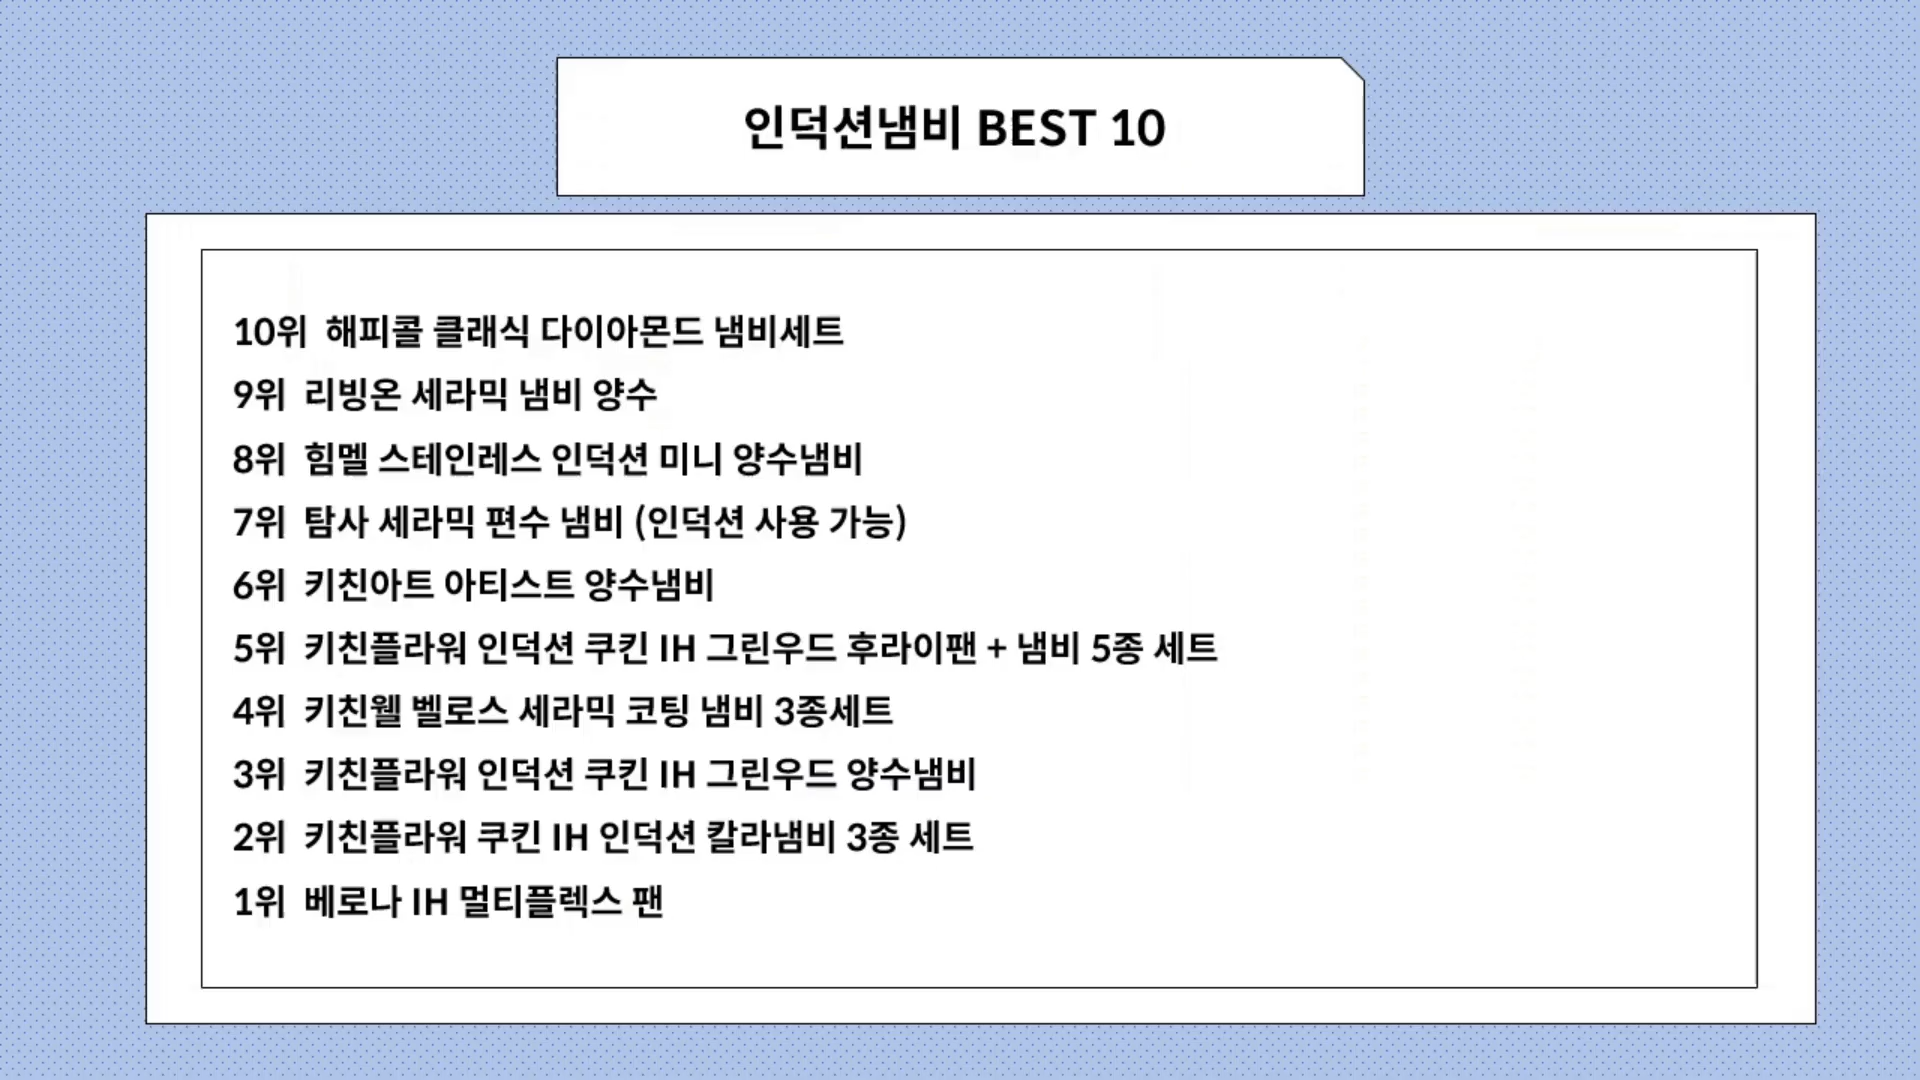 인덕션냄비 BEST 10
10위 해피콜 클래식 다이아몬드 냄비세트
9위 리빙온 세라믹 냄비 양수
8위 힘멜 스테인레스 인덕션 미니 양수냄비
7위 탐사 세라믹 편수 냄비 (인덕션 사용 가능)
6위 키친아트 아티스트 양수냄비
5위 키친플라워 인덕션 쿠킨 IH 그린우드 후라이팬 + 냄비 5종 세트
4위 키친웰 벨로스 세라믹 코팅 냄비 3종세트
3위 키친플라워 인덕션 쿠킨 IH 그린우드 양수냄비
2위 키친플라워 쿠킨 IH 인덕션 칼라냄비 3종 세트
1위 베로나 IH 멀티플렉스 팬